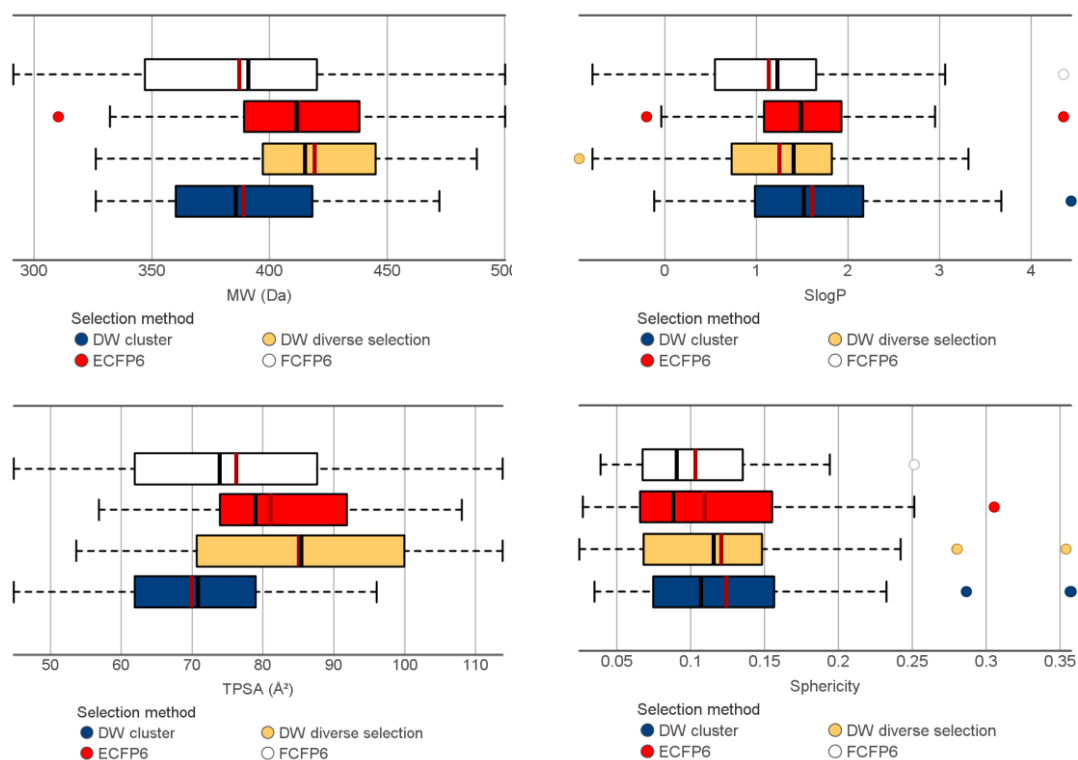 300 350 400 450 500
MW (Da)
Selection method
DW cluster DW diverse selection
ECFP6 FCFP6
0 1 2 3 4
SlogP
Selection method
DW cluster DW diverse selection
ECFP6 FCFP6
50 60 70 80 90 100 110
TPSA (Å²)
Selection method
DW cluster DW diverse selection
ECFP6 FCFP6
0.05 0.1 0.15 0.2 0.25 0.3 0.35
Sphericity
Selection method
DW cluster DW diverse selection
ECFP6 FCFP6